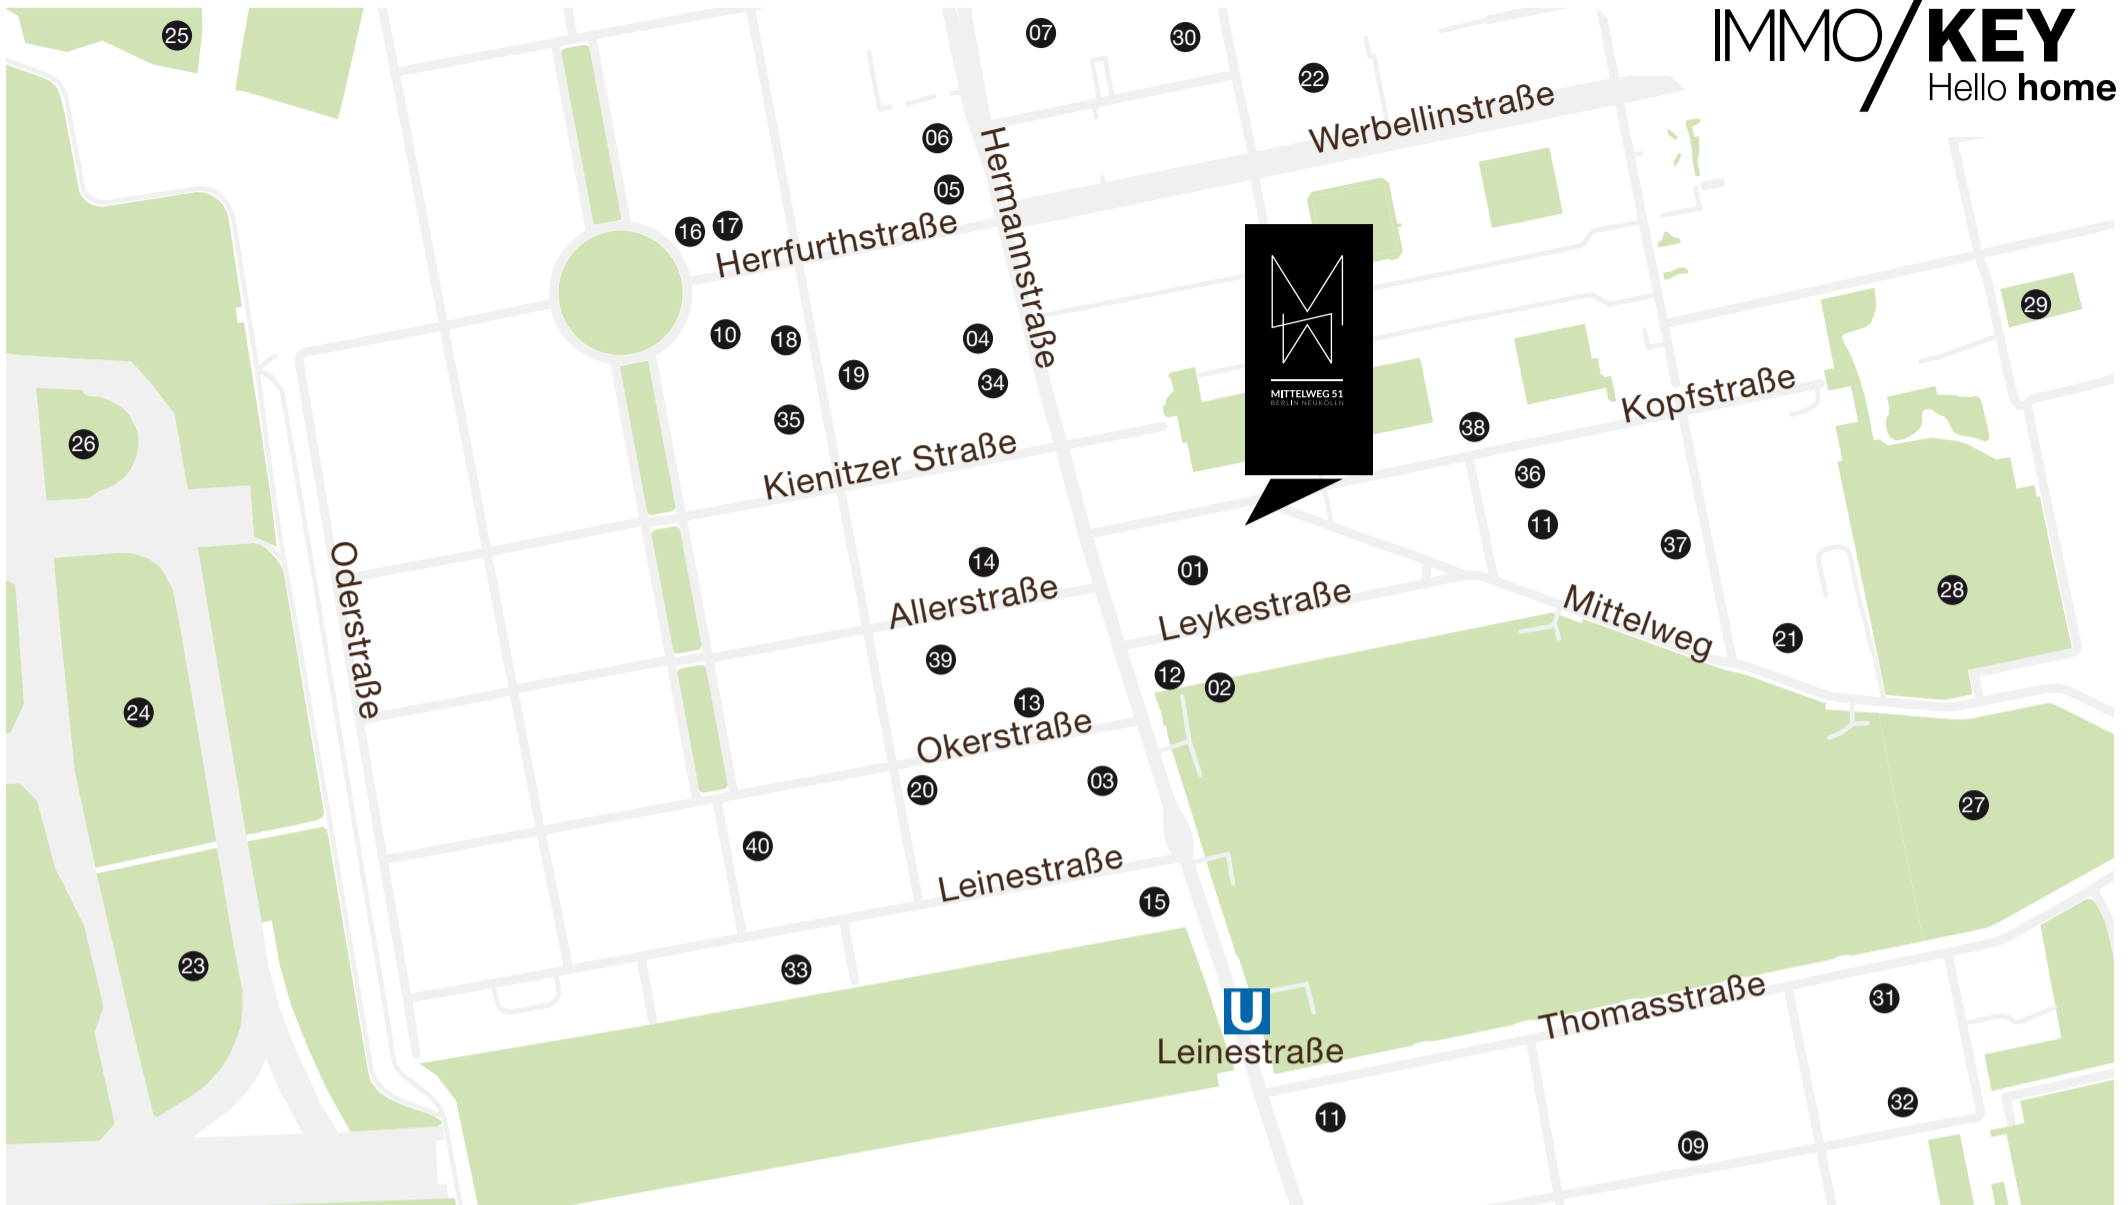 IMMO/KEY
Hello home
25
07
30
22
Werbellinstraße
06
Hermannstraße
05
16
17
Herrfurthstraße
29
10
18
04
19
34
35
MITTELWEG 51
BERLIN NEUKÖLLN
Kopfstraße
38
26
Kienitzer Straße
36
11
37
Oderstraße
14
01
Allerstraße
Leykestraße
Mittelweg
28
21
39
12
02
13
24
Okerstraße
20
03
27
40
Leinestraße
15
23
33
U
Leinestraße
Thomasstraße
31
11
32
09